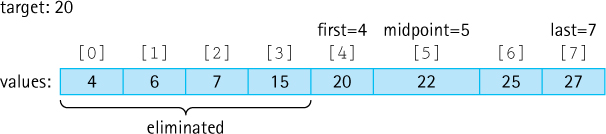 target: 20
first=4 midpoint=5 last=7
[0] [1] [2] [3] [4] [5] [6] [7]
values: 4 6 7 15 20 22 25 27
eliminated